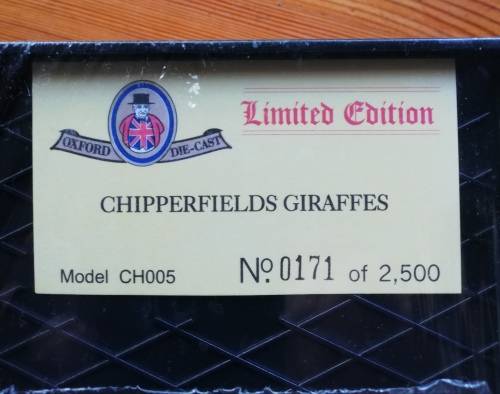 Limited Edition
OXFORD DIE-CAST
CHIPPERFIELDS GIRAFFES
Model CH005 Nº. 0171 of 2,500